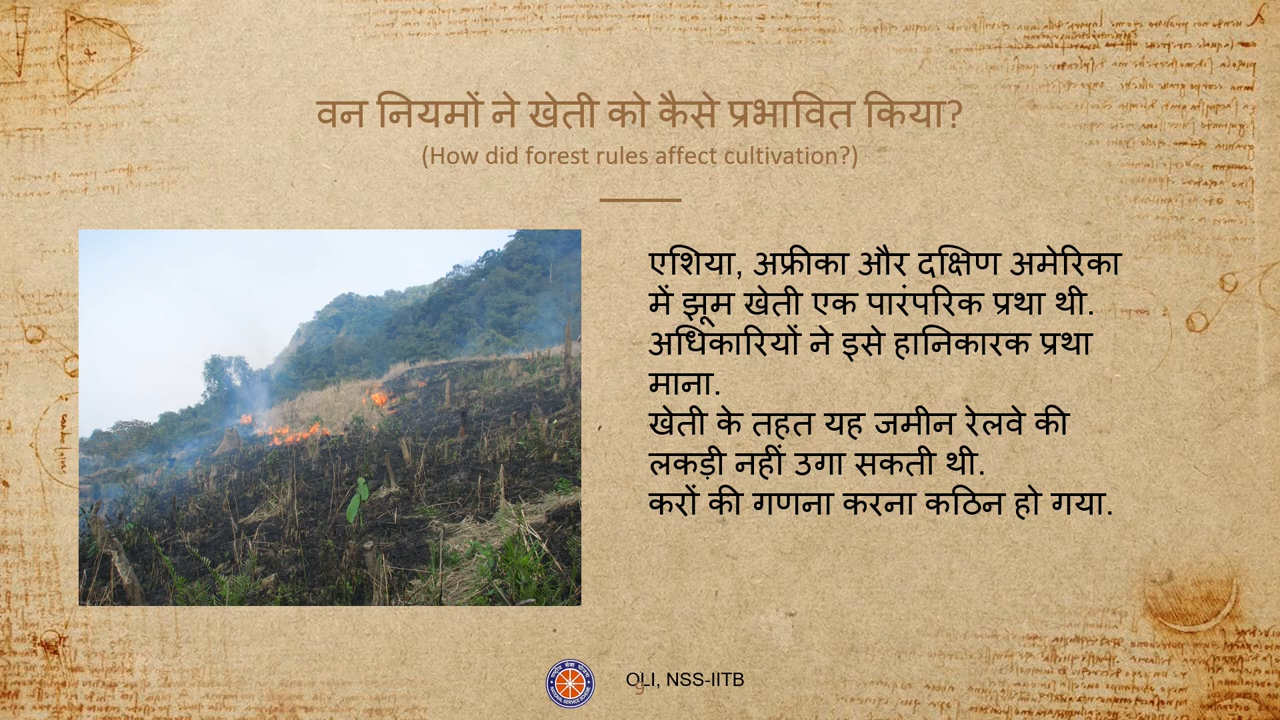 वन नियमों ने खेती को कैसे प्रभावित किया?
(How did forest rules affect cultivation?)
एशिया, अफ्रीका और दक्षिण अमेरिका
में झूम खेती एक पारंपरिक प्रथा थी.
अधिकारियों ने इसे हानिकारक प्रथा
माना.
खेती के तहत यह जमीन रेलवे की
लकड़ी नहीं उगा सकती थी.
करों की गणना करना कठिन हो गया.
OLI, NSS-IITB
9